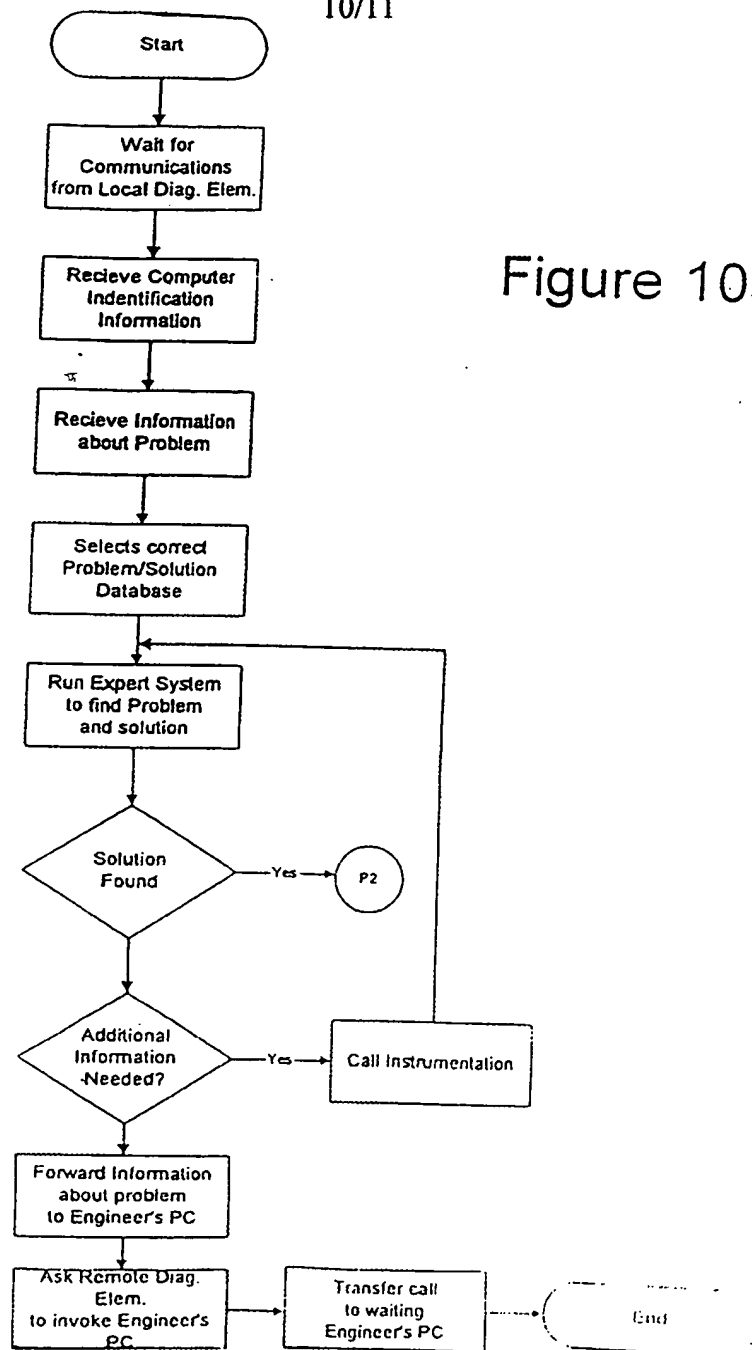 10/11
Start
Wait for
Communications
from Local Diag. Elem.
Figure 10.
Recieve Computer
Indentification
Information
Recieve Information
about Problem
Selects correct
Problem/Solution
Database
Run Expert System
to find Problem
and solution
Solution
Found
Yes
P2
Additional
Information
Needed?
Yes
Call Instrumentation
Forward Information
about problem
to Engineer's PC
Ask Remote Diag.
Elem.
to invoke Engineer's
PC
Transfer call
to waiting
Engineer's PC
End